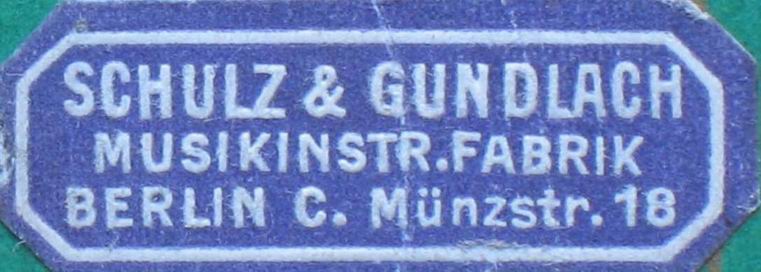 SCHULZ & GUNDLACH
MUSIKINSTR.FABRIK
BERLIN C. Münzstr. 18